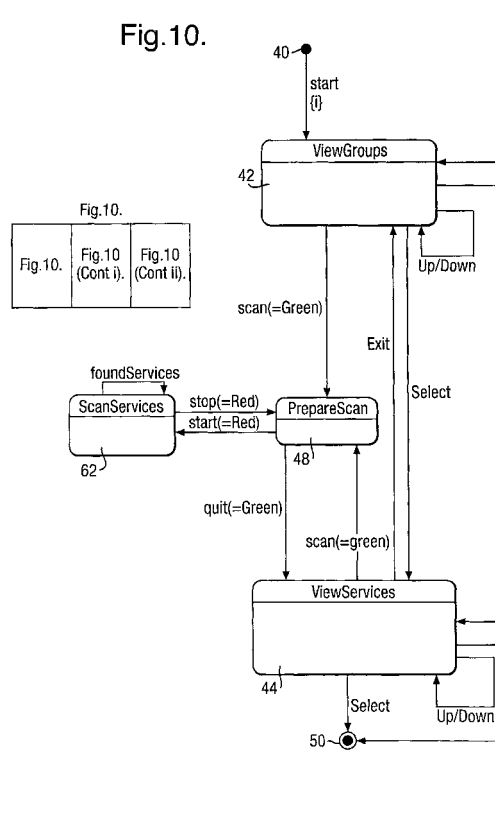 Fig.10.
40
start
{i}
ViewGroups
42
Up/Down
Fig.10.
Fig.10.
Fig.10
(Cont i).
Fig.10
(Cont ii).
scan(=Green)
Exit
Select
foundServices
ScanServices
stop(=Red)
start(=Red)
PrepareScan
62
48
quit(=Green)
scan(=green)
ViewServices
44
Select
Up/Down
50